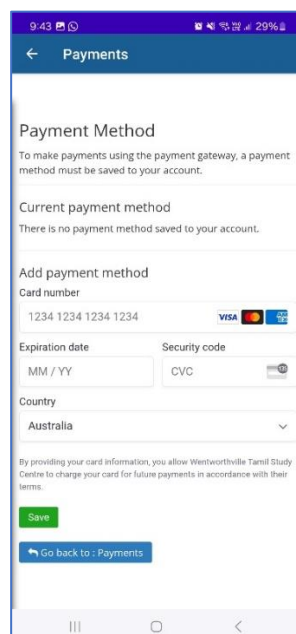 9:43 29%
Payments
Payment Method
To make payments using the payment gateway, a payment
method must be saved to your account.
Current payment method
There is no payment method saved to your account.
Add payment method
Card number
1234 1234 1234 1234 VISA
Expiration date Security code
MM / YY CVC
Country
Australia
By providing your card information, you allow Wentworthville Tamil Study
Centre to charge your card for future payments in accordance with their
terms.
Save
Go back to : Payments